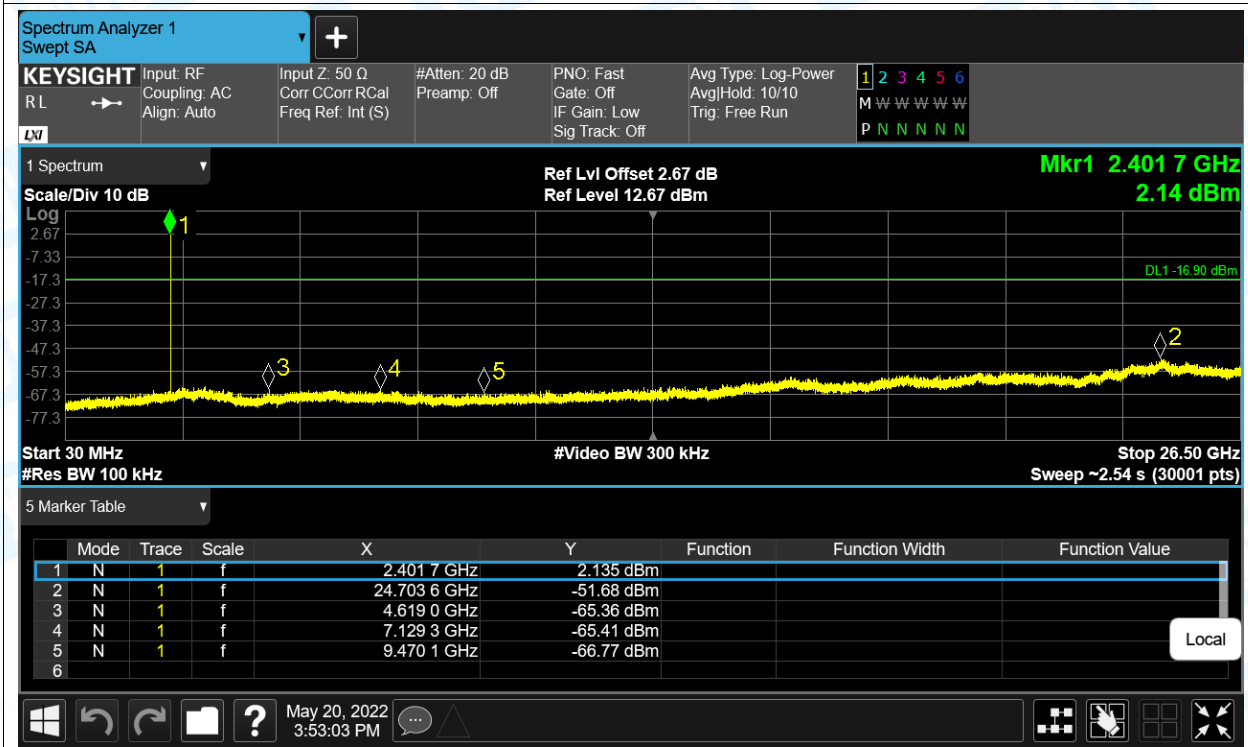 Spectrum Analyzer 1
Swept SA
+
KEYSIGHT
R L
LXI
Input: RF
Coupling: AC
Align: Auto
Input Z: 50 Ω
Corr CCorr RCal
Freq Ref: Int (S)
#Atten: 20 dB
Preamp: Off
PNO: Fast
Gate: Off
IF Gain: Low
Sig Track: Off
Avg Type: Log-Power
Avg|Hold: 10/10
Trig: Free Run
1 2 3 4 5 6
M W W W W W
P N N N N N
1 Spectrum
Scale/Div 10 dB
Ref Lvl Offset 2.67 dB
Ref Level 12.67 dBm
Mkr1 2.401 7 GHz
2.14 dBm
Log
2.67
-7.33
-17.3
-27.3
-37.3
-47.3
-57.3
-67.3
-77.3
1
DL1 -16.90 dBm
2
3
4
5
Start 30 MHz
#Video BW 300 kHz
Stop 26.50 GHz
#Res BW 100 kHz
Sweep ~2.54 s (30001 pts)
5 Marker Table
Mode Trace Scale X Y Function Function Width Function Value
1 N 1 f 2.401 7 GHz 2.135 dBm
2 N 1 f 24.703 6 GHz -51.68 dBm
3 N 1 f 4.619 0 GHz -65.36 dBm
4 N 1 f 7.129 3 GHz -65.41 dBm
5 N 1 f 9.470 1 GHz -66.77 dBm
6
Local
?
May 20, 2022
3:53:03 PM